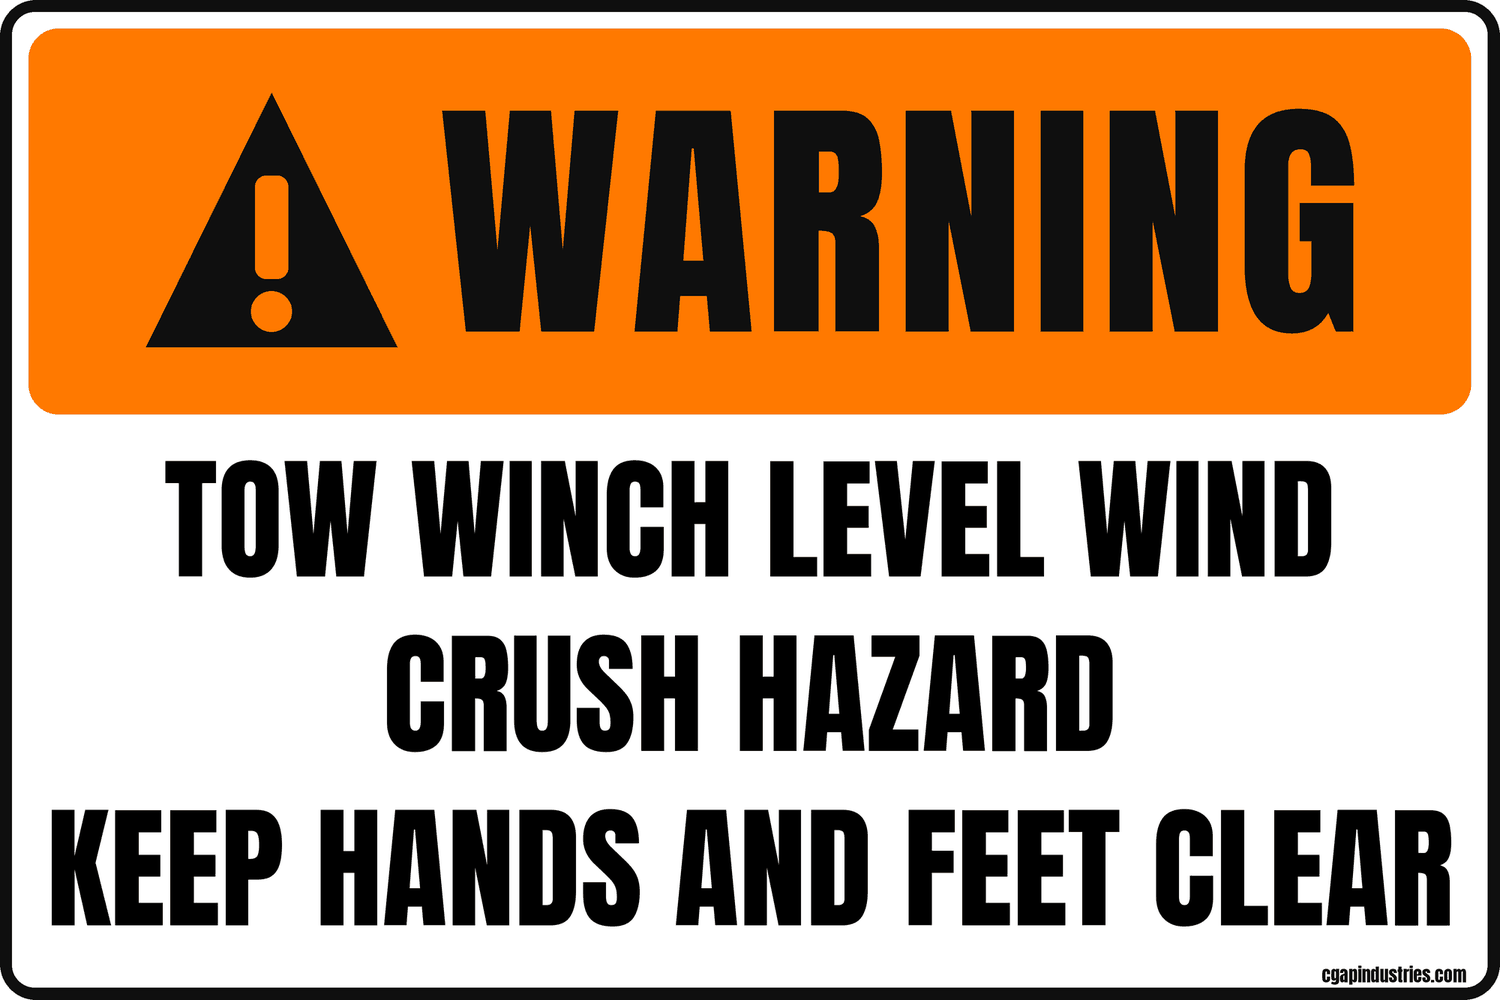 WARNING
TOW WINCH LEVEL WIND
CRUSH HAZARD
KEEP HANDS AND FEET CLEAR
cgapindustries.com